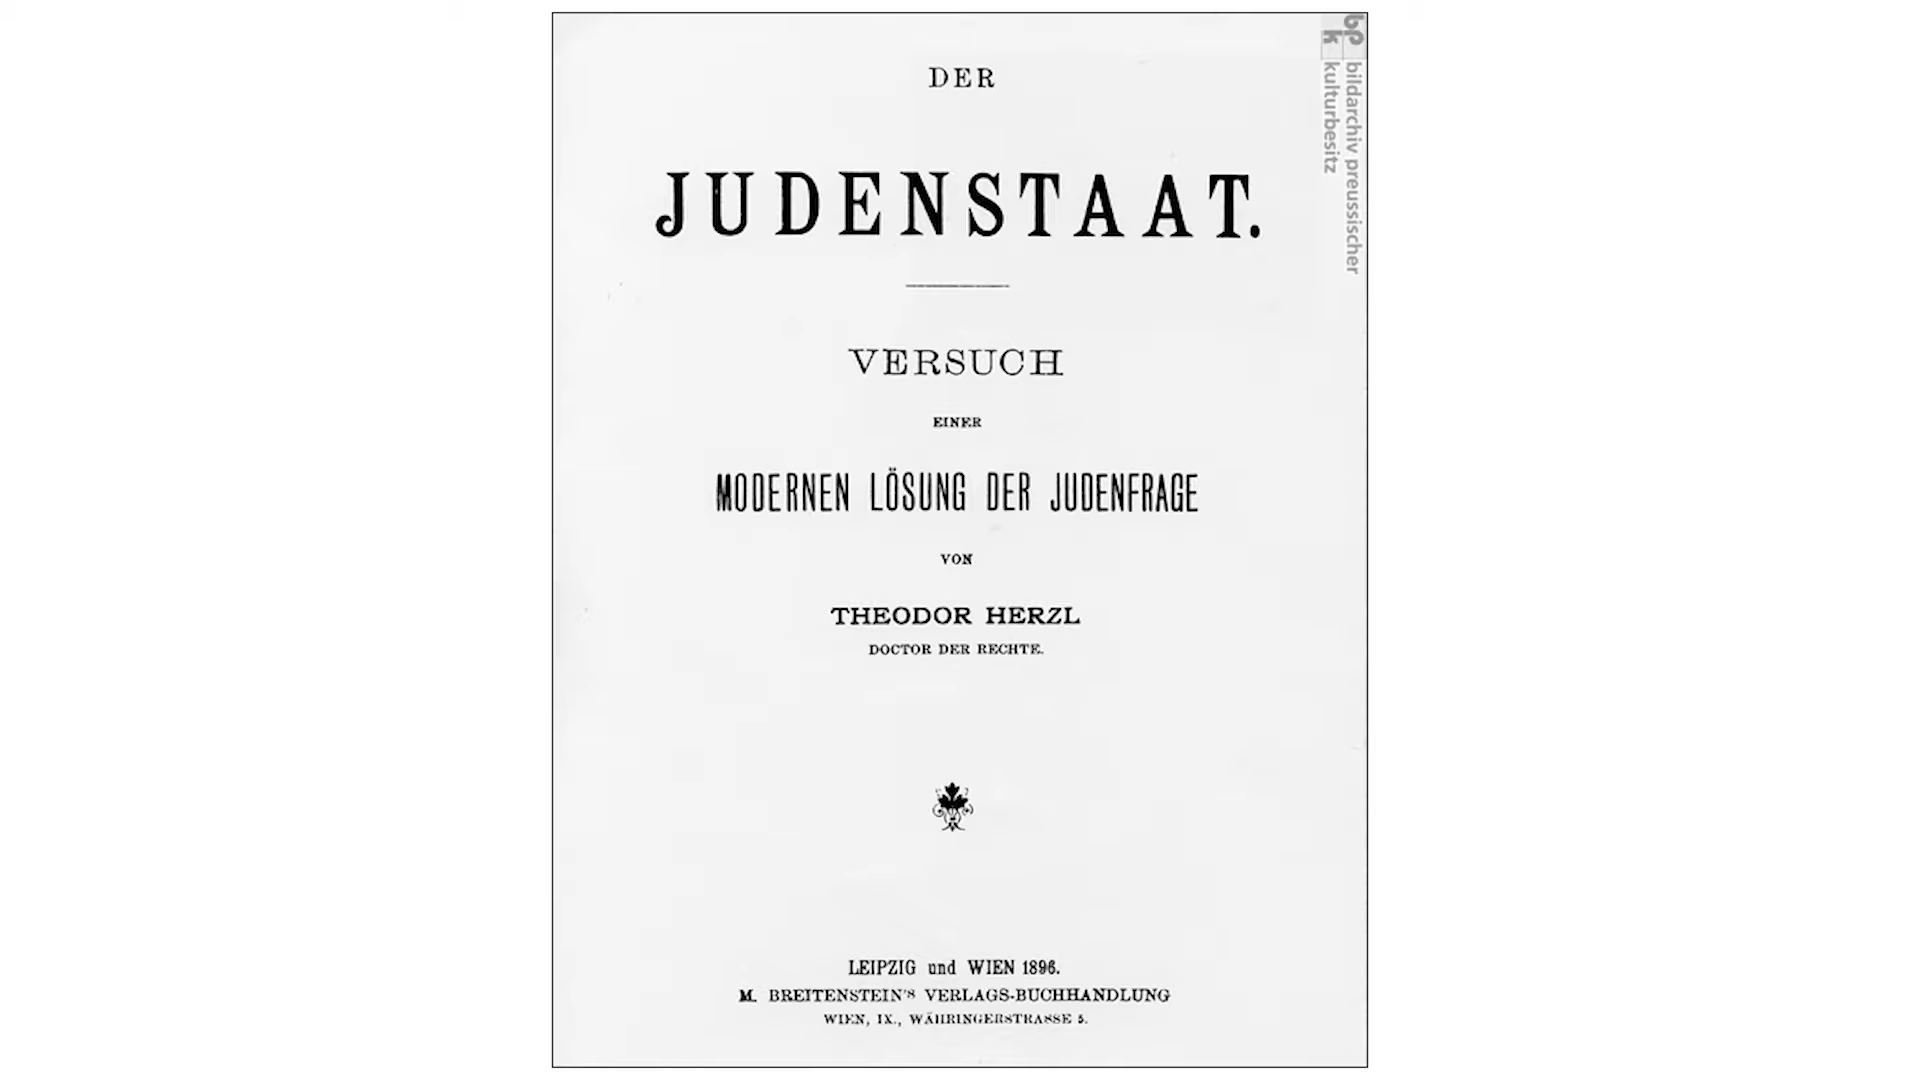 DER
JUDENSTAAT.
VERSUCH
EINER
MODERNEN LÖSUNG DER JUDENFRAGE
VON
THEODOR HERZL
DOCTOR DER RECHTE.
LEIPZIG und WIEN 1896.
M. BREITENSTEIN'S VERLAGS-BUCHHANDLUNG
WIEN, IX., WÄHRINGERSTRASSE 5.
bpk
bildarchiv preussischer
kulturbesitz